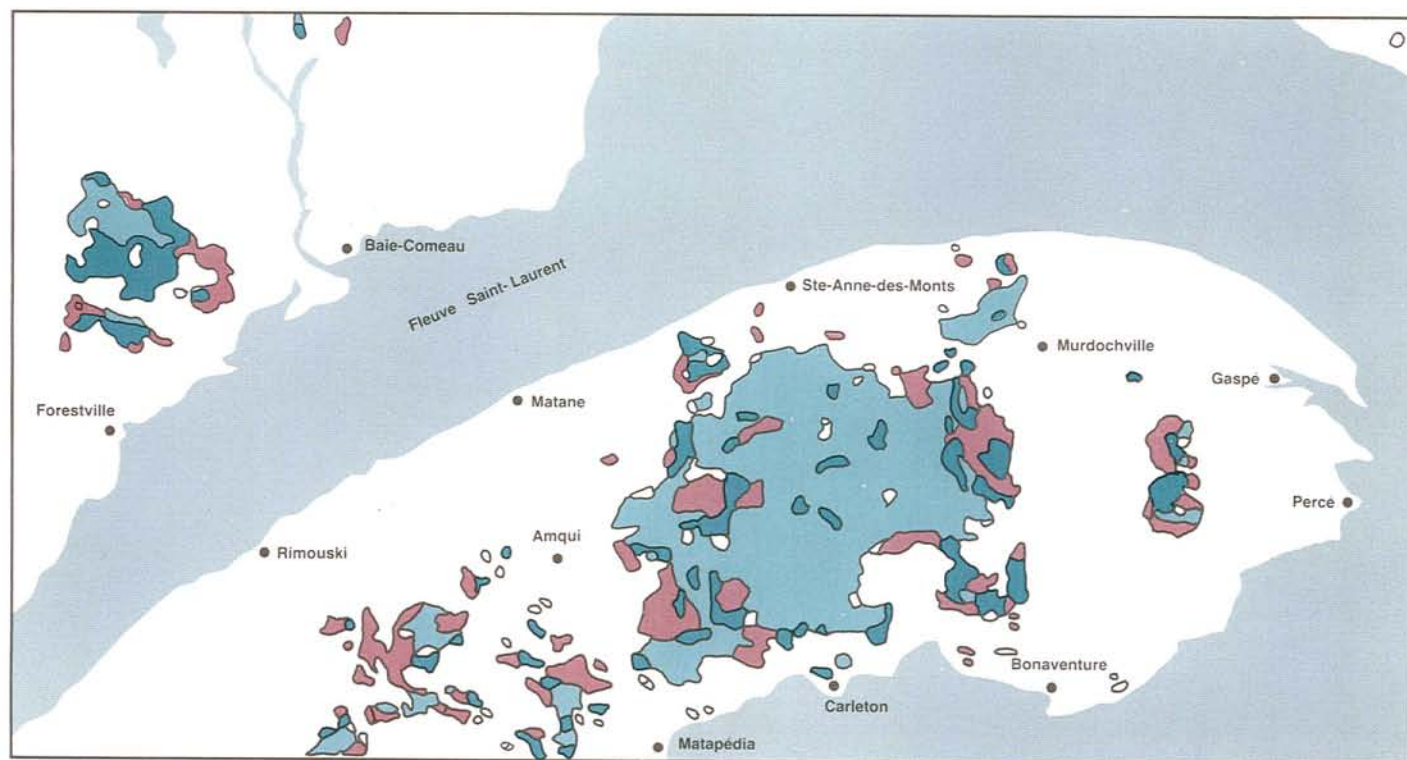 Baie-Comeau
Fleuve Saint-Laurent
Ste-Anne-des-Monts
Murdochville
Gaspé
Forestville
Matane
Percé
Amqui
Rimouski
Bonaventure
Carleton
Matapédia